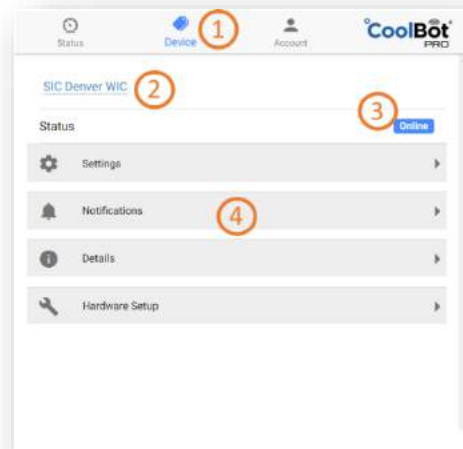 Status
Device
1
Account
°CoolBot
PRO
SIC Denver WIC
2
3
Status
Online
Settings
Notifications
4
Details
Hardware Setup